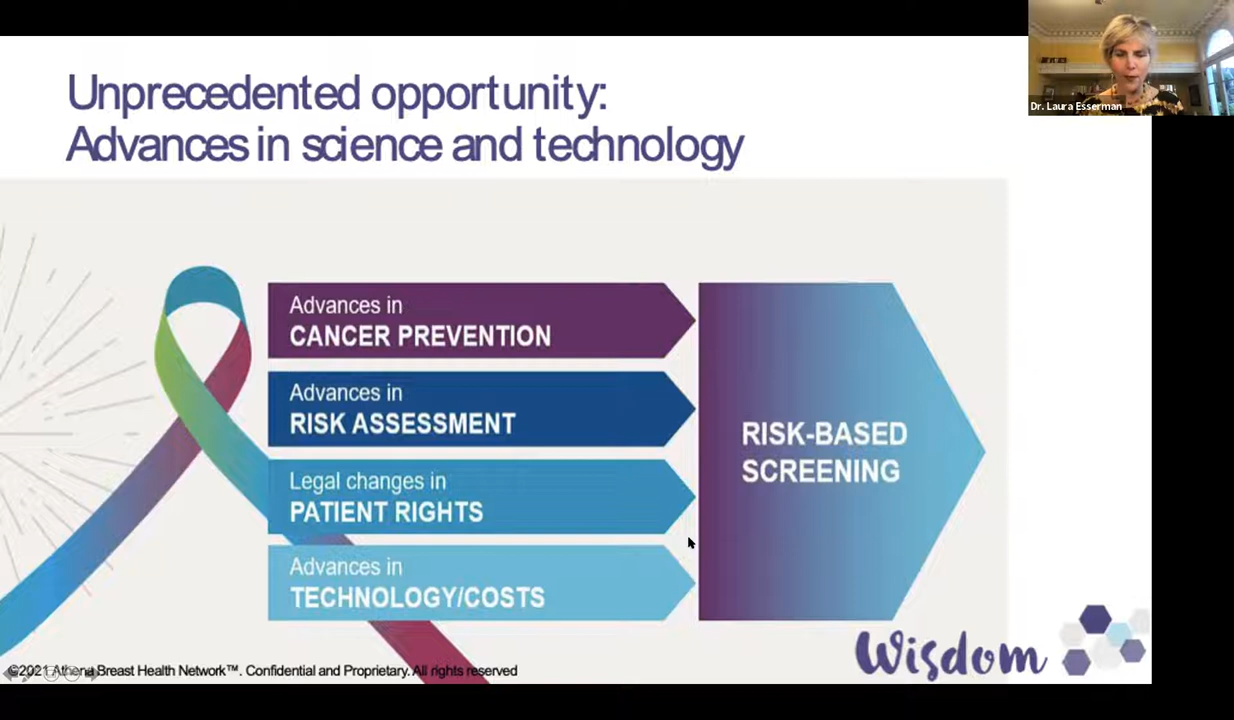 Unprecedented opportunity:
Advances in science and technology
Dr. Laura Esserman
Advances in
CANCER PREVENTION
Advances in
RISK ASSESSMENT
Legal changes in
PATIENT RIGHTS
Advances in
TECHNOLOGY/COSTS
RISK-BASED
SCREENING
Wisdom
©2021 Athena Breast Health Network™. Confidential and Proprietary. All rights reserved